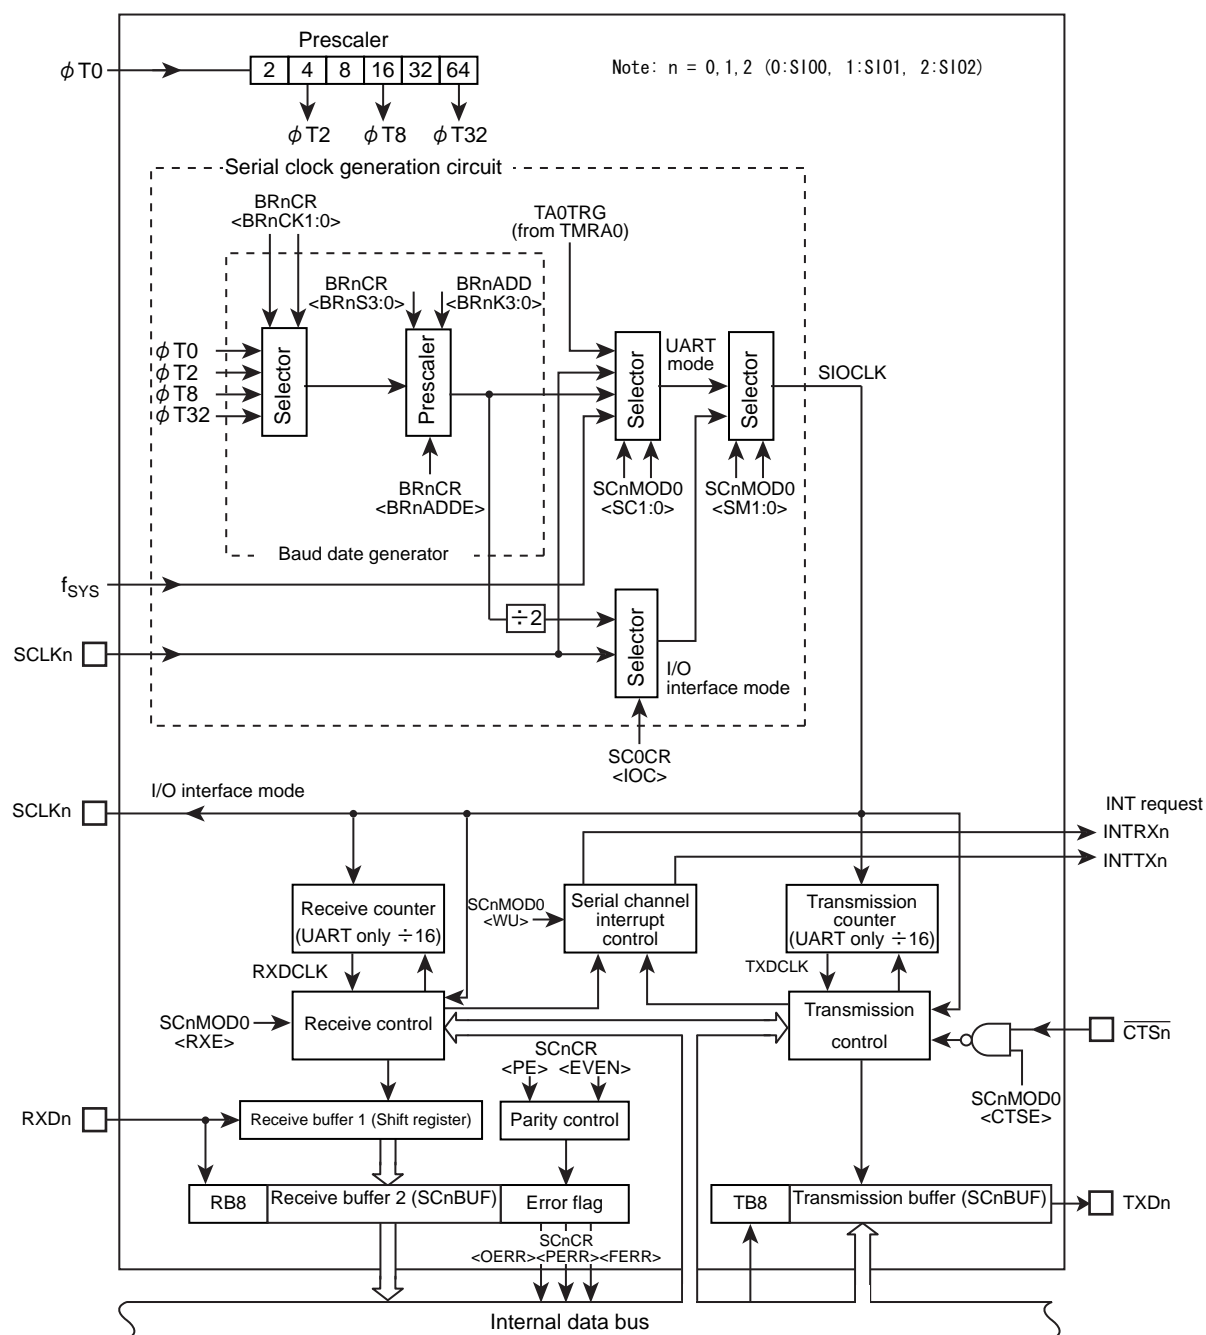 Prescaler
ϕT0
2 4 8 16 32 64
Note: n = 0,1,2 (0:SIO0, 1:SIO1, 2:SIO2)
ϕT2 ϕT8 ϕT32
Serial clock generation circuit
BRnCR
<BRnCK1:0>
TA0TRG
(from TMRA0)
BRnCR
<BRnS3:0>
BRnADD
<BRnK3:0>
ϕT0
ϕT2
ϕT8
ϕT32
Selector
Prescaler
Selector
UART
mode
Selector
SIOCLK
BRnCR
<BRnADDE>
SCnMOD0
<SC1:0>
SCnMOD0
<SM1:0>
Baud date generator
fSYS
÷2
SCLKn
Selector
I/O
interface mode
SC0CR
<IOC>
I/O interface mode
SCLKn
INT request
INTRXn
INTTXn
Receive counter
(UART only ÷16)
SCnMOD0
<WU>
Serial channel
interrupt
control
Transmission
counter
(UART only ÷16)
RXDCLK
TXDCLK
SCnMOD0
<RXE>
Receive control
Transmission
control
CTSn
SCnCR
<PE> <EVEN>
SCnMOD0
<CTSE>
RXDn
Receive buffer 1 (Shift register)
Parity control
RB8
Receive buffer 2 (SCnBUF)
Error flag
TB8
Transmission buffer (SCnBUF)
TXDn
SCnCR
<OERR><PERR><FERR>
Internal data bus